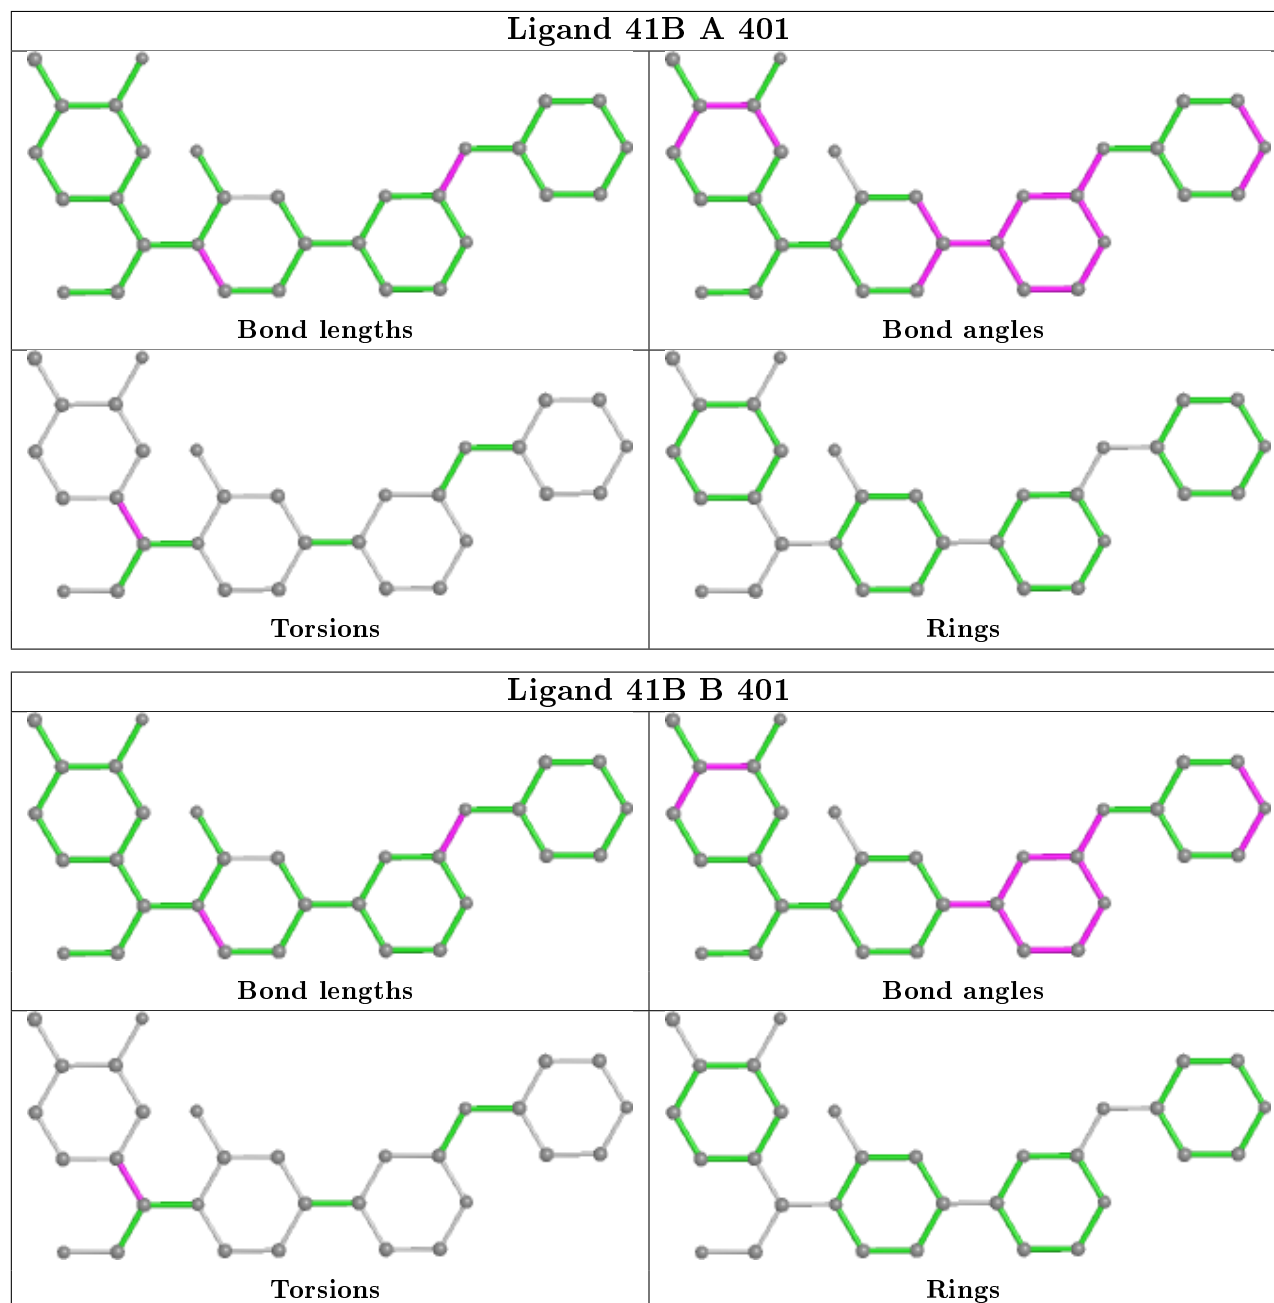 Ligand 41B A 401
Bond lengths
Bond angles
Torsions
Rings
Ligand 41B B 401
Bond lengths
Bond angles
Torsions
Rings